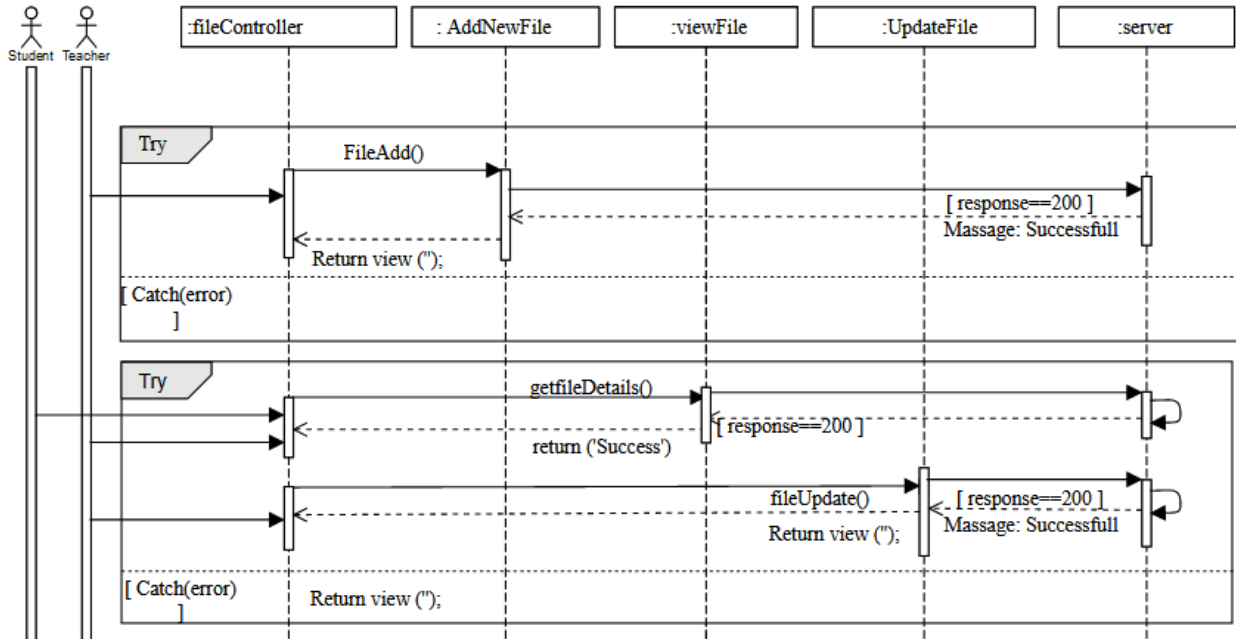 :fileController
: AddNewFile
:viewFile
:UpdateFile
:server
Student
Teacher
Try
FileAdd()
[ response==200 ]
Massage: Successfull
Return view (");
[ Catch(error)
]
Try
getfileDetails()
[ response==200 ]
return ('Success')
fileUpdate()
[ response==200 ]
Return view (");
Massage: Successfull
[ Catch(error)
]
Return view (");